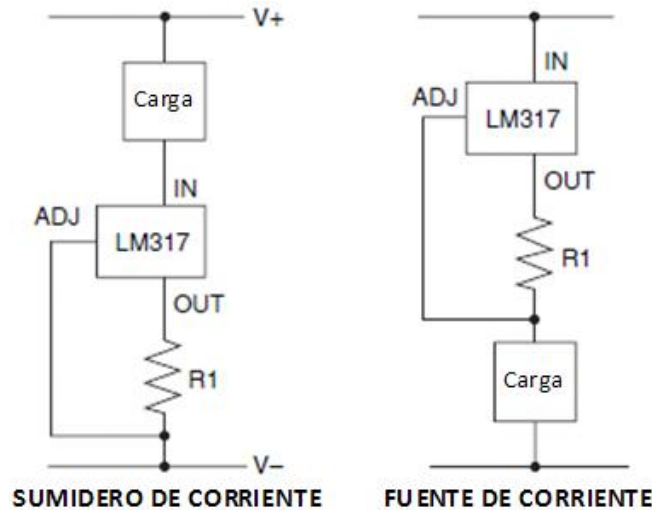 V+
Carga
IN
ADJ
LM317
OUT
R1
V−
SUMIDERO DE CORRIENTE
IN
ADJ
LM317
OUT
R1
Carga
FUENTE DE CORRIENTE